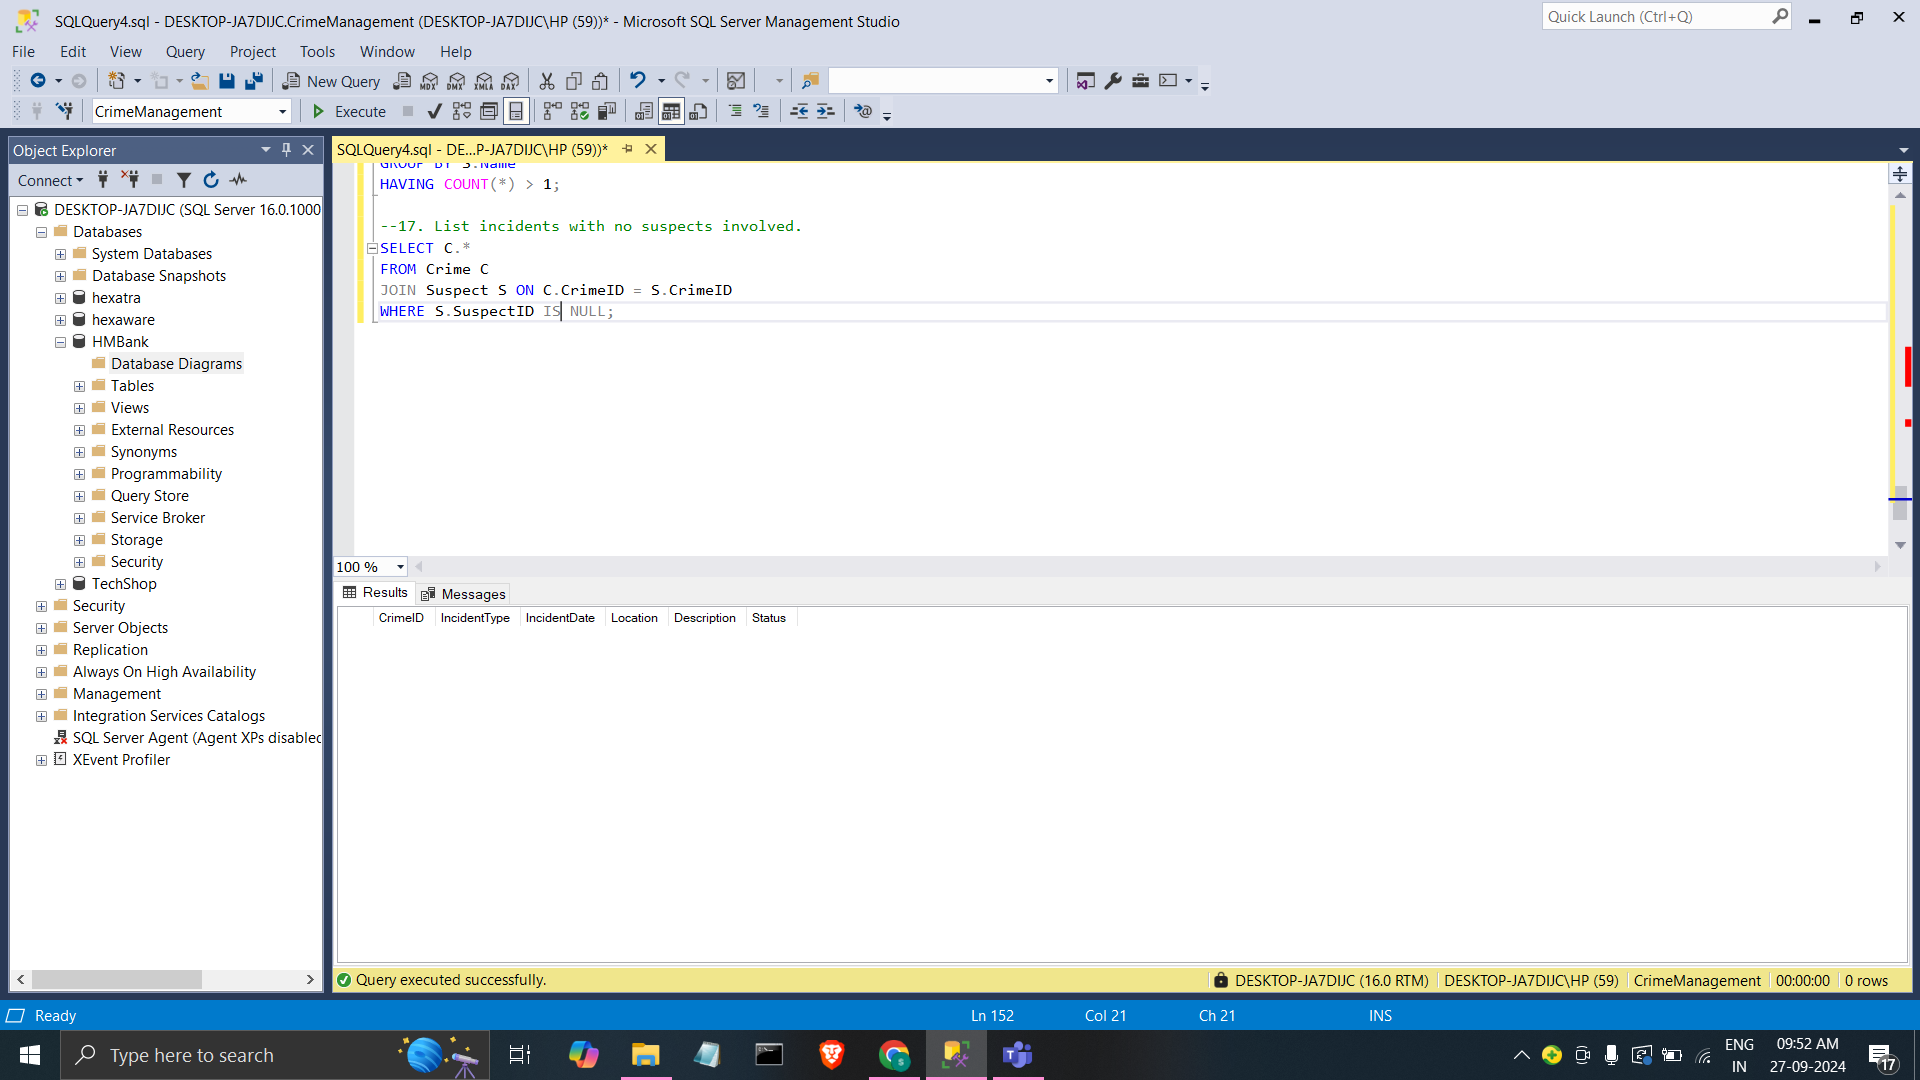 SQLQuery4.sql - DESKTOP-JA7DIJC.CrimeManagement (DESKTOP-JA7DIJC\HP (59))* - Microsoft SQL Server Management Studio
Quick Launch (Ctrl+Q)
File Edit View Query Project Tools Window Help
New Query
MDX DMX XMLA DAX
CrimeManagement
Execute
Object Explorer
Connect
DESKTOP-JA7DIJC (SQL Server 16.0.1000
Databases
System Databases
Database Snapshots
hexatra
hexaware
HMBank
Database Diagrams
Tables
Views
External Resources
Synonyms
Programmability
Query Store
Service Broker
Storage
Security
TechShop
Security
Server Objects
Replication
Always On High Availability
Management
Integration Services Catalogs
SQL Server Agent (Agent XPs disabled
XEvent Profiler
SQLQuery4.sql - DE...P-JA7DIJC\HP (59))*
GROUP BY S.Name
HAVING COUNT(*) > 1;
--17. List incidents with no suspects involved.
SELECT C.*
FROM Crime C
JOIN Suspect S ON C.CrimeID = S.CrimeID
WHERE S.SuspectID IS NULL;
100 %
Results Messages
CrimeID IncidentType IncidentDate Location Description Status
Query executed successfully.
DESKTOP-JA7DIJC (16.0 RTM) DESKTOP-JA7DIJC\HP (59) CrimeManagement 00:00:00 0 rows
Ready
Ln 152 Col 21 Ch 21 INS
Type here to search
ENG
IN
09:52 AM
27-09-2024
17